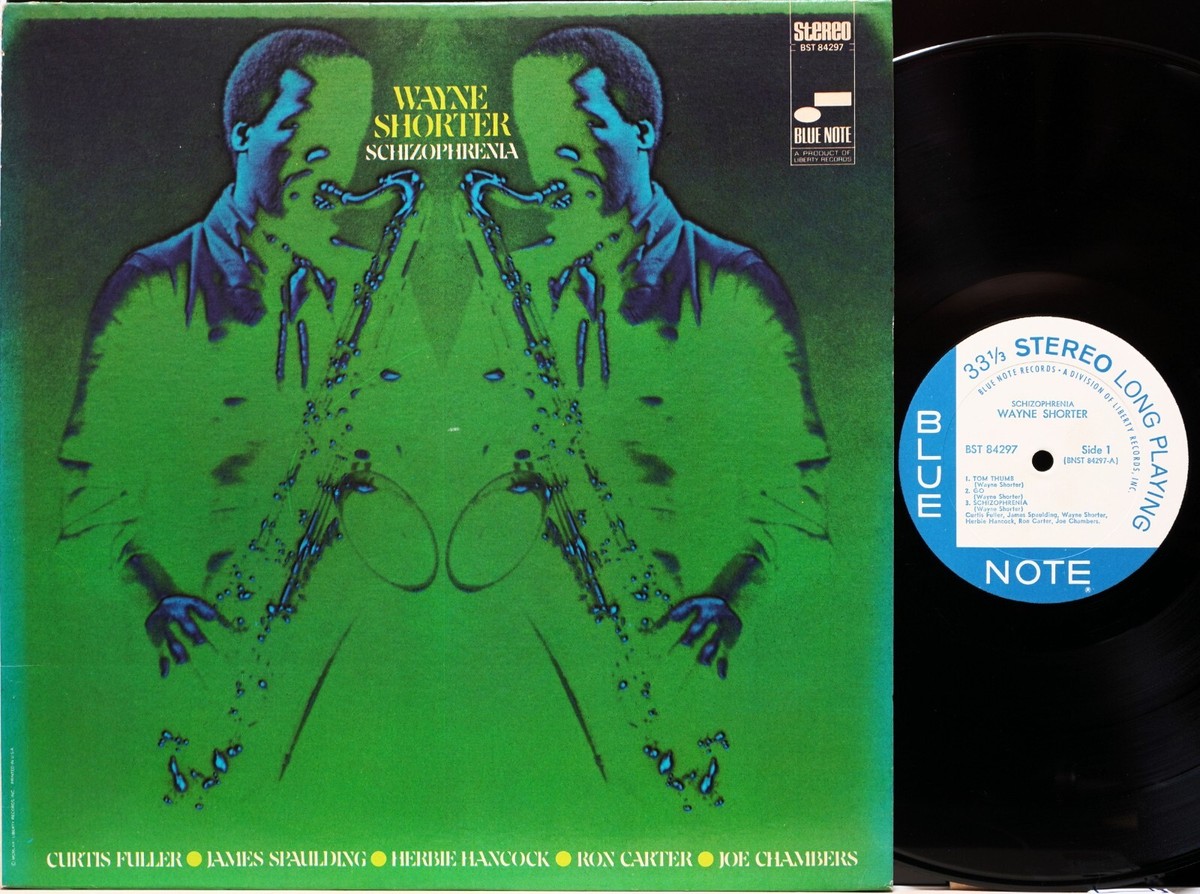 WAYNE
SHORTER
SCHIZOPHRENIA
stereo
BST 84297
BLUE NOTE
A PRODUCT OF
LIBERTY RECORDS
CURTIS FULLER ● JAMES SPAULDING ● HERBIE HANCOCK ● RON CARTER ● JOE CHAMBERS
33 1/3 STEREO LONG PLAYING
BLUE NOTE RECORDS • A DIVISION OF LIBERTY RECORDS, INC.
SCHIZOPHRENIA
WAYNE SHORTER
BST 84297
Side 1
(BNST 84297-A)
1. TOM THUMB
(Wayne Shorter)
2. GO
(Wayne Shorter)
3. SCHIZOPHRENIA
(Wayne Shorter)
Curtis Fuller, James Spaulding, Wayne Shorter,
Herbie Hancock, Ron Carter, Joe Chambers.
BLUE
NOTE